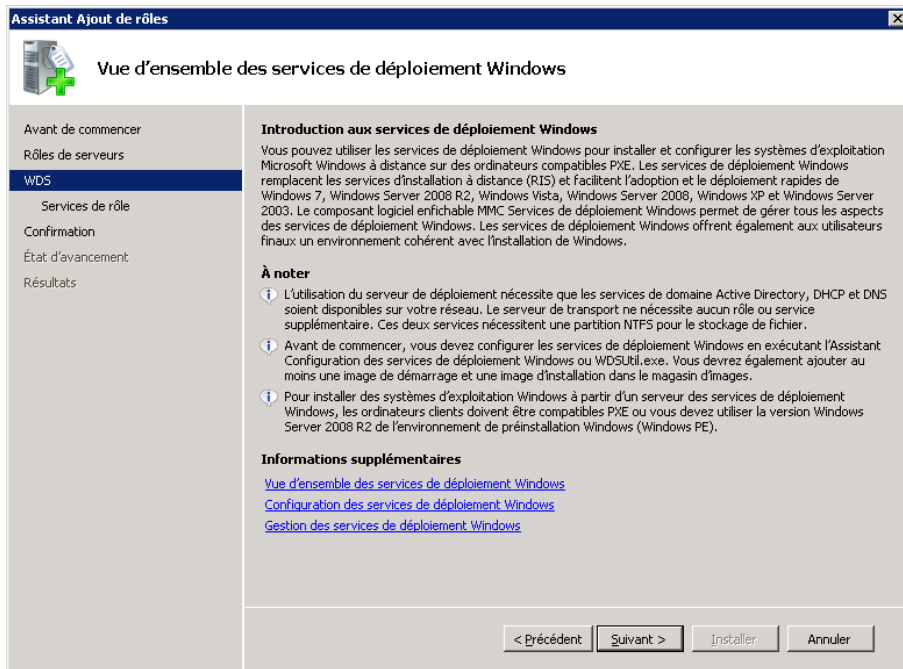 Assistant Ajout de rôles
Vue d'ensemble des services de déploiement Windows
Avant de commencer
Rôles de serveurs
WDS
Services de rôle
Confirmation
État d'avancement
Résultats
Introduction aux services de déploiement Windows
Vous pouvez utiliser les services de déploiement Windows pour installer et configurer les systèmes d'exploitation
Microsoft Windows à distance sur des ordinateurs compatibles PXE. Les services de déploiement Windows
remplacent les services d'installation à distance (RIS) et facilitent l'adoption et le déploiement rapides de
Windows 7, Windows Server 2008 R2, Windows Vista, Windows Server 2008, Windows XP et Windows Server
2003. Le composant logiciel enfichable MMC Services de déploiement Windows permet de gérer tous les aspects
des services de déploiement Windows. Les services de déploiement Windows offrent également aux utilisateurs
finaux un environnement cohérent avec l'installation de Windows.
À noter
L'utilisation du serveur de déploiement nécessite que les services de domaine Active Directory, DHCP et DNS
soient disponibles sur votre réseau. Le serveur de transport ne nécessite aucun rôle ou service
supplémentaire. Ces deux services nécessitent une partition NTFS pour le stockage de fichier.
Avant de commencer, vous devez configurer les services de déploiement Windows en exécutant l'Assistant
Configuration des services de déploiement Windows ou WDSUtil.exe. Vous devrez également ajouter au
moins une image de démarrage et une image d'installation dans le magasin d'images.
Pour installer des systèmes d'exploitation Windows à partir d'un serveur des services de déploiement
Windows, les ordinateurs clients doivent être compatibles PXE ou vous devez utiliser la version Windows
Server 2008 R2 de l'environnement de préinstallation Windows (Windows PE).
Informations supplémentaires
Vue d'ensemble des services de déploiement Windows
Configuration des services de déploiement Windows
Gestion des services de déploiement Windows
< Précédent
Suivant >
Installer
Annuler